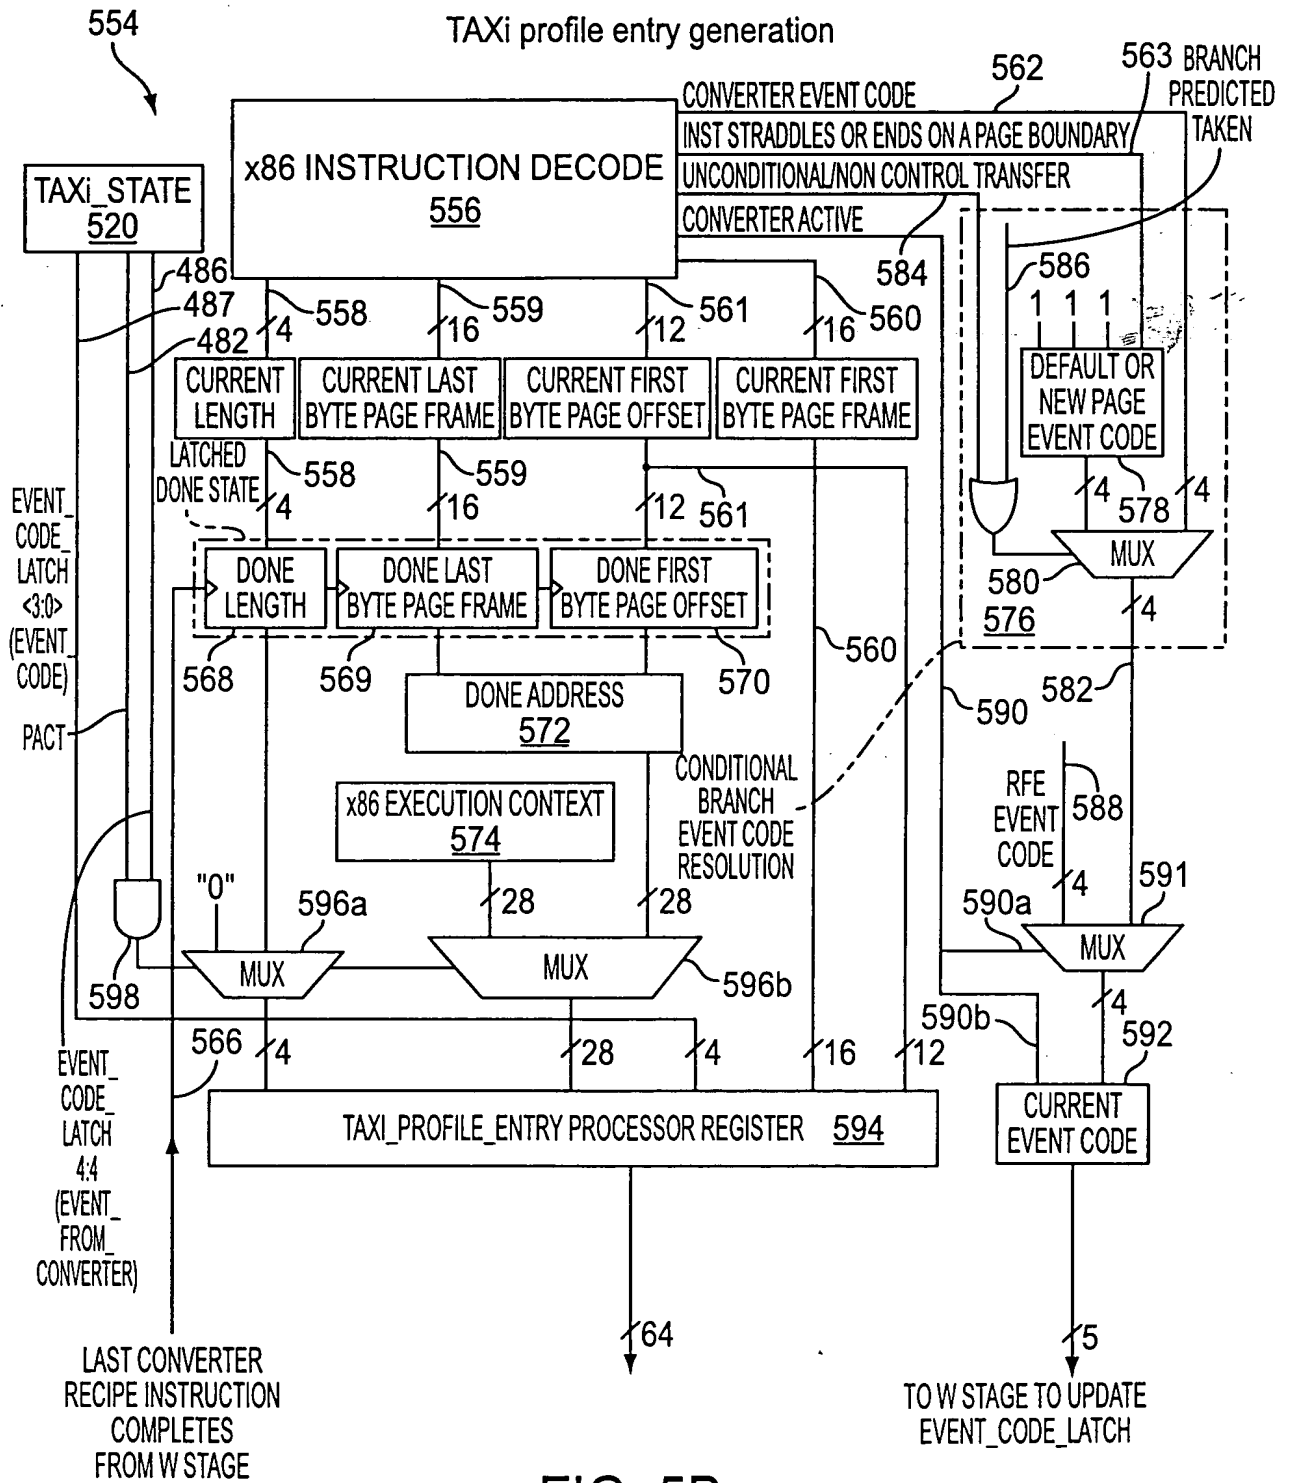 554
TAXi profile entry generation
563
BRANCH
PREDICTED
TAKEN
562
CONVERTER EVENT CODE
INST STRADDLES OR ENDS ON A PAGE BOUNDARY
UNCONDITIONAL/NON CONTROL TRANSFER
CONVERTER ACTIVE
x86 INSTRUCTION DECODE
556
TAXi_STATE
520
486
487
482
558
559
561
560
584
586
4
16
12
16
1 1 1
CURRENT
LENGTH
CURRENT LAST
BYTE PAGE FRAME
CURRENT FIRST
BYTE PAGE OFFSET
CURRENT FIRST
BYTE PAGE FRAME
DEFAULT OR
NEW PAGE
EVENT CODE
LATCHED
DONE STATE
558
559
561
4
16
12
4
578
4
MUX
580
576
4
EVENT_
CODE_
LATCH
<3:0>
(EVENT_
CODE)
PACT
DONE
LENGTH
DONE LAST
BYTE PAGE FRAME
DONE FIRST
BYTE PAGE OFFSET
568
569
570
560
582
590
DONE ADDRESS
572
CONDITIONAL
BRANCH
EVENT CODE
RESOLUTION
x86 EXECUTION CONTEXT
574
RFE
EVENT
CODE
588
4
"0"
596a
28
28
590a
591
MUX
MUX
MUX
598
596b
4
590b
592
566
4
28
4
16
12
EVENT_
CODE_
LATCH
4:4
(EVENT_
FROM_
CONVERTER)
TAXI_PROFILE_ENTRY PROCESSOR REGISTER 594
CURRENT
EVENT CODE
64
5
LAST CONVERTER
RECIPE INSTRUCTION
COMPLETES
FROM W STAGE
TO W STAGE TO UPDATE
EVENT_CODE_LATCH
FIG. 5B